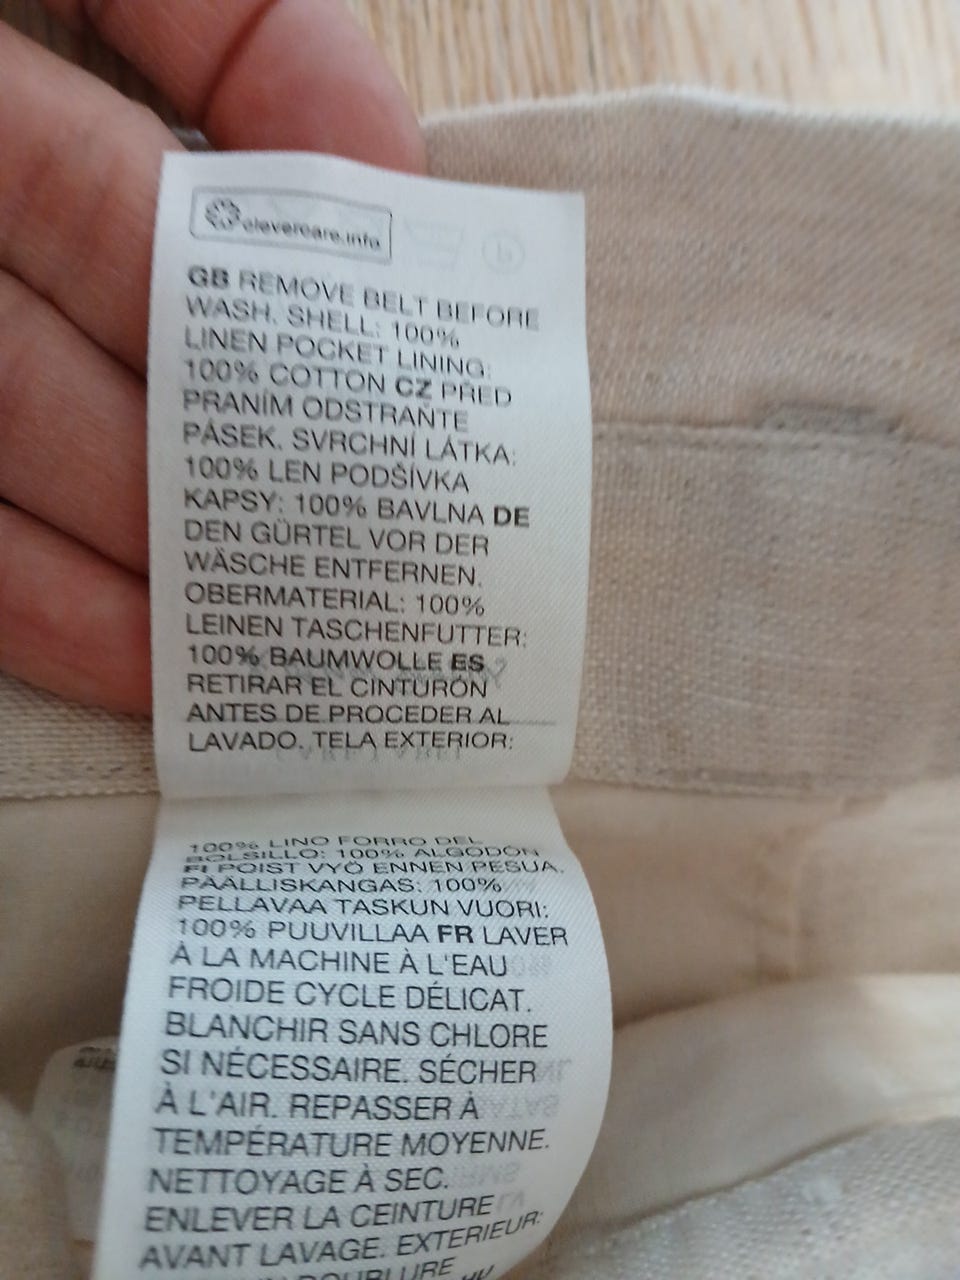 clevercare.info
GB REMOVE BELT BEFORE
WASH. SHELL: 100%
LINEN POCKET LINING:
100% COTTON CZ PŘED
PRANÍM ODSTRAŇTE
PÁSEK. SVRCHNÍ LÁTKA:
100% LEN PODŠÍVKA
KAPSY: 100% BAVLNA DE
DEN GÜRTEL VOR DER
WÄSCHE ENTFERNEN.
OBERMATERIAL: 100%
LEINEN TASCHENFUTTER:
100% BAUMWOLLE ES
RETIRAR EL CINTURÓN
ANTES DE PROCEDER AL
LAVADO. TELA EXTERIOR:
100% LINO FORRO DEL
BOLSILLO: 100% ALGODÓN
FI POIST VYÖ ENNEN PESUA.
PÄÄLLISKANGAS: 100%
PELLAVAA TASKUN VUORI:
100% PUUVILLAA FR LAVER
À LA MACHINE À L'EAU
FROIDE CYCLE DÉLICAT.
BLANCHIR SANS CHLORE
SI NÉCESSAIRE. SÉCHER
À L'AIR. REPASSER À
TEMPÉRATURE MOYENNE.
NETTOYAGE À SEC.
ENLEVER LA CEINTURE
AVANT LAVAGE. EXTERIEUR:
DOUBLURE